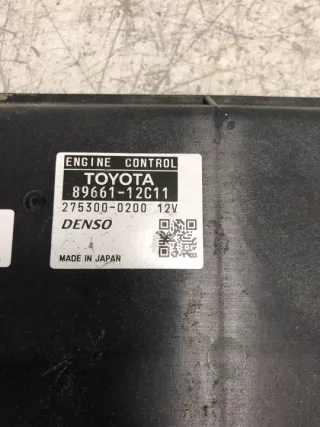 ENGINE CONTROL
TOYOTA
89661-12C11
275300-0200 12V
DENSO
MADE IN JAPAN